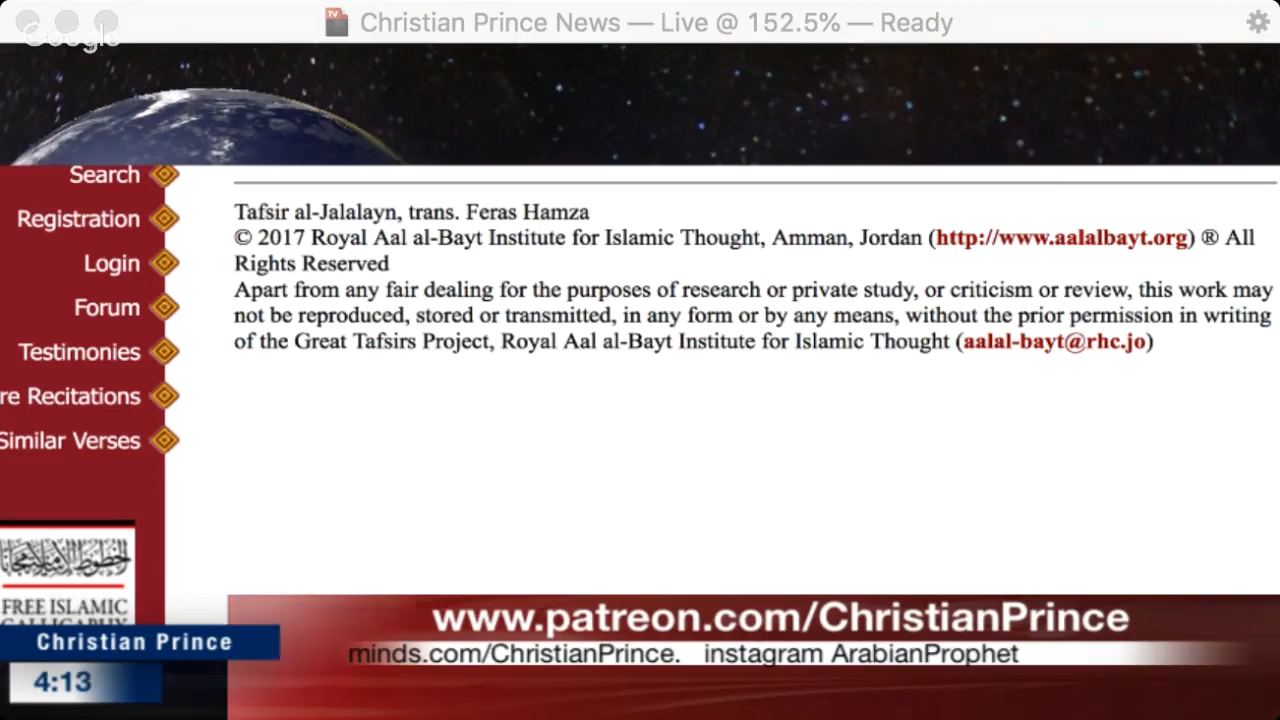 Christian Prince News — Live @ 152.5% — Ready
Google
Search
Registration
Login
Forum
Testimonies
re Recitations
Similar Verses
Tafsir al-Jalalayn, trans. Feras Hamza
© 2017 Royal Aal al-Bayt Institute for Islamic Thought, Amman, Jordan (http://www.aalalbayt.org) ® All
Rights Reserved
Apart from any fair dealing for the purposes of research or private study, or criticism or review, this work may
not be reproduced, stored or transmitted, in any form or by any means, without the prior permission in writing
of the Great Tafsirs Project, Royal Aal al-Bayt Institute for Islamic Thought (aalal-bayt@rhc.jo)
FREE ISLAMIC
CALLIGRAPHY
Christian Prince
4:13
www.patreon.com/ChristianPrince
minds.com/ChristianPrince. instagram ArabianProphet